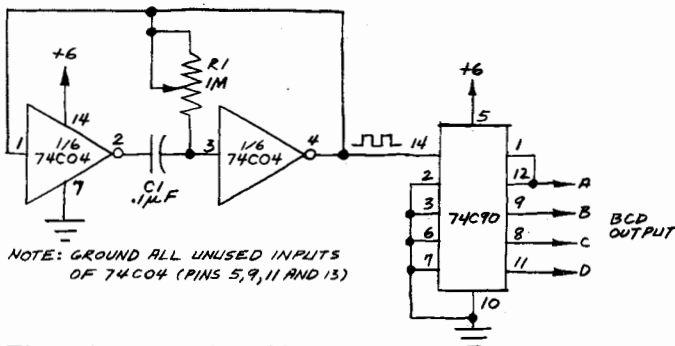 +6
R1
1M
14
1
1/6
74C04
2
7
C1
.1µF
3
1/6
74C04
4
+6
5
14
1
2
12
A
3
74C90
9
B
6
8
C
7
11
D
10
BCD
OUTPUT
NOTE: GROUND ALL UNUSED INPUTS
OF 74C04 (PINS 5,9,11 AND 13)